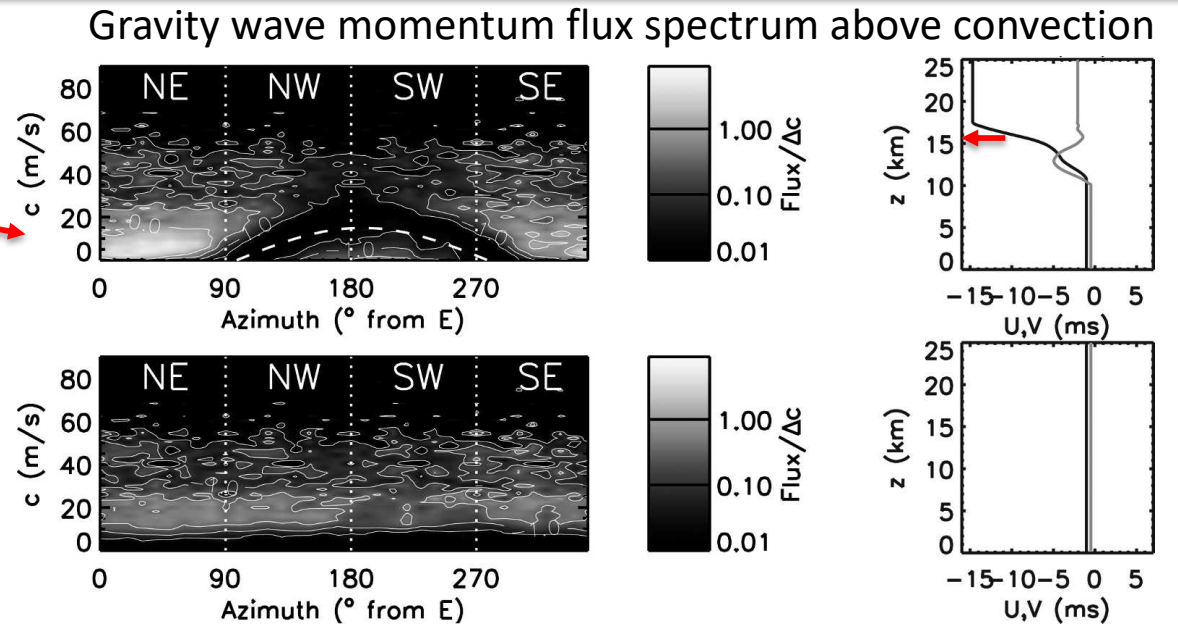 Gravity wave momentum flux spectrum above convection
NE NW SW SE
80
60
40
20
0
c (m/s)
0 90 180 270
Azimuth (° from E)
1.00
0.10
0.01
Flux/Δc
25
20
15
10
5
0
z (km)
-15-10-5 0 5
U,V (ms)
NE NW SW SE
80
60
40
20
0
c (m/s)
0 90 180 270
Azimuth (° from E)
1.00
0.10
0.01
Flux/Δc
25
20
15
10
5
0
z (km)
-15-10-5 0 5
U,V (ms)